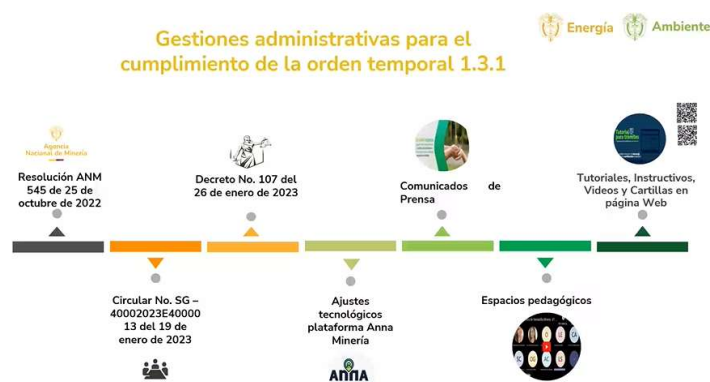 Gestiones administrativas para el
cumplimiento de la orden temporal 1.3.1
Energía
Ambiente
Agencia
Nacional de Minería
Resolución ANM
545 de 25 de
octubre de 2022
Decreto No. 107 del
26 de enero de 2023
Comunicados de
Prensa
Tutorial
para trámites
Tutoriales, Instructivos,
Videos y Cartillas en
página Web
Circular No. SG –
40002023E40000
13 del 19 de
enero de 2023
Ajustes
tecnológicos
plataforma Anna
Minería
ANNA
Espacios pedagógicos